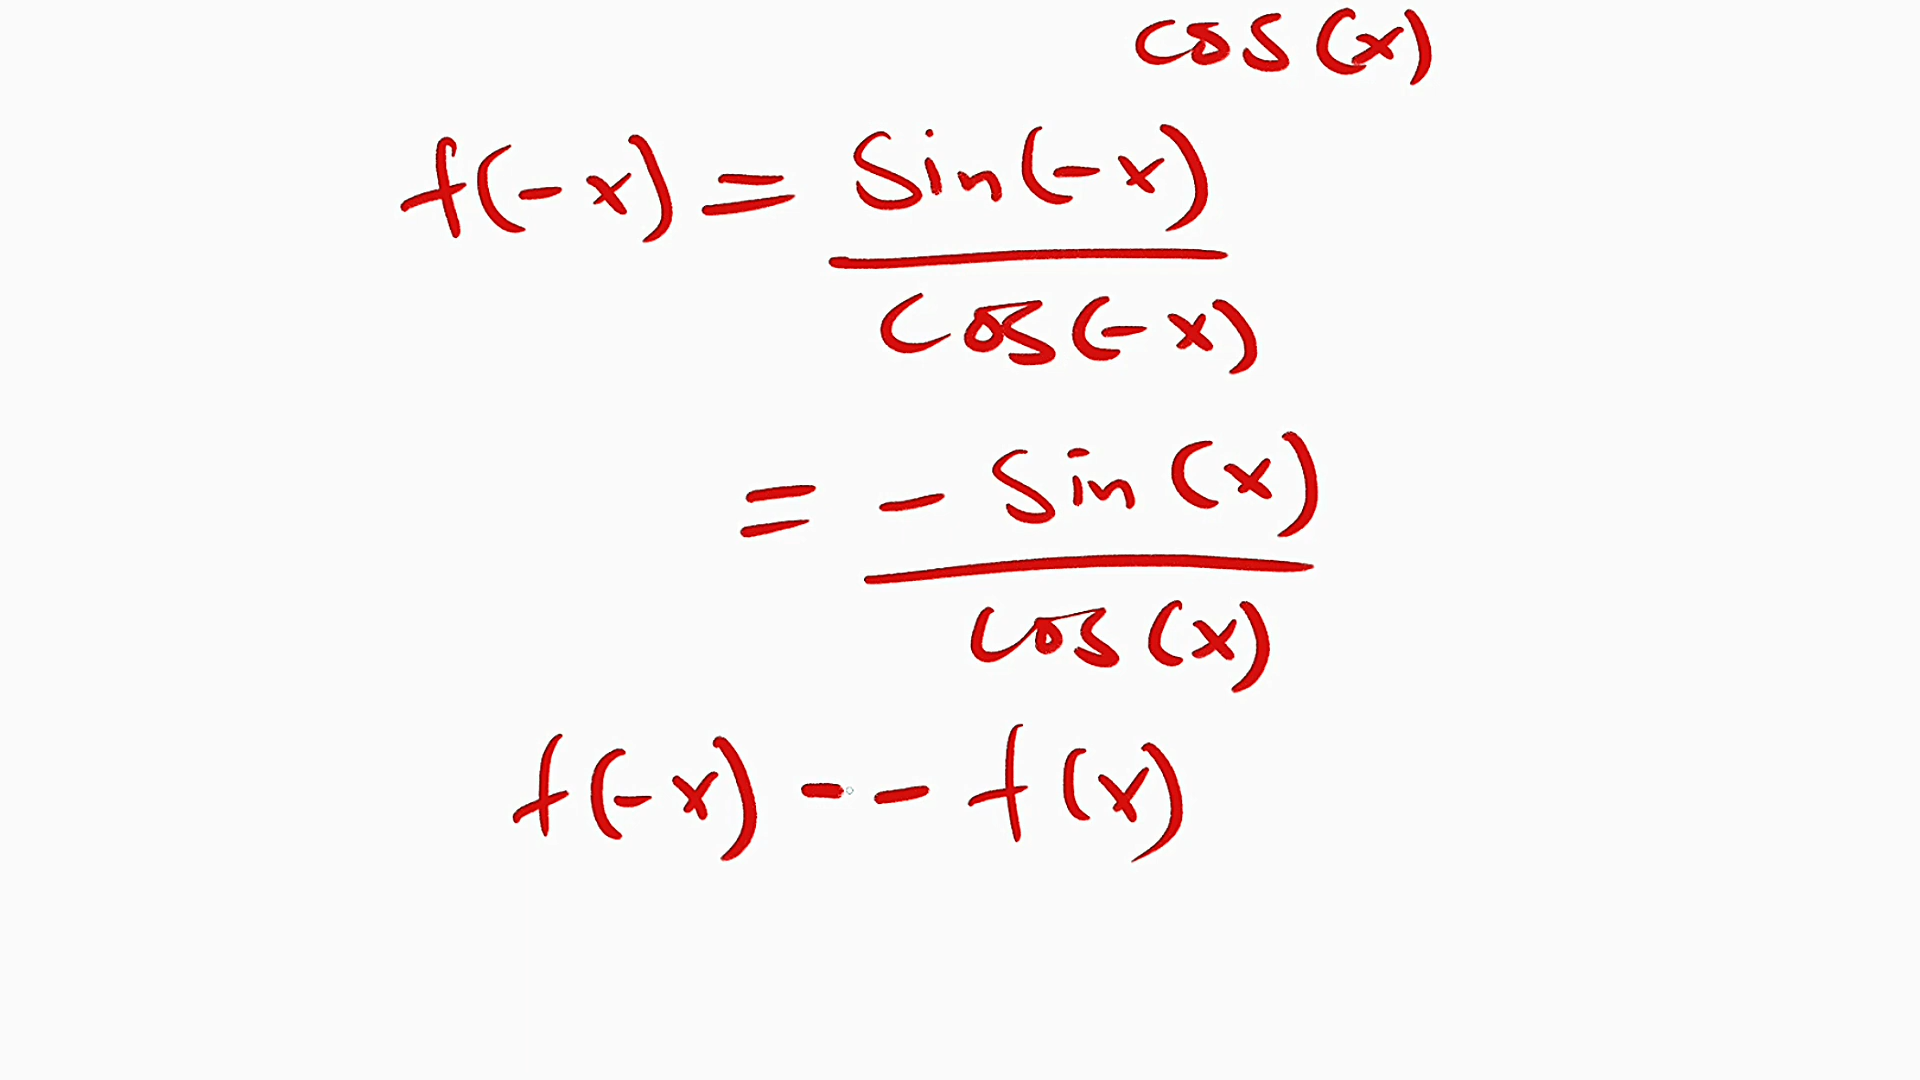 cos (x)
f(-x) = Sin(-x)
Cos(-x)
= - Sin (x)
Cos (x)
f(-x) - - f(x)